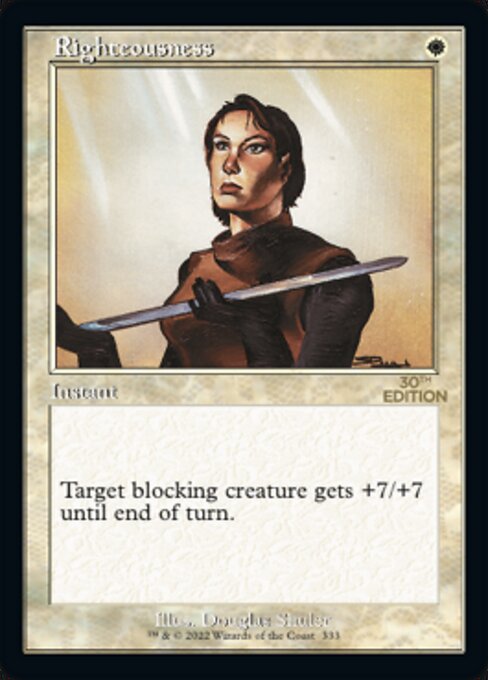 Righteousness
Instant
30TH
EDITION
Target blocking creature gets +7/+7
until end of turn.
Illus. Douglas Shuler
™ & © 2022 Wizards of the Coast 333